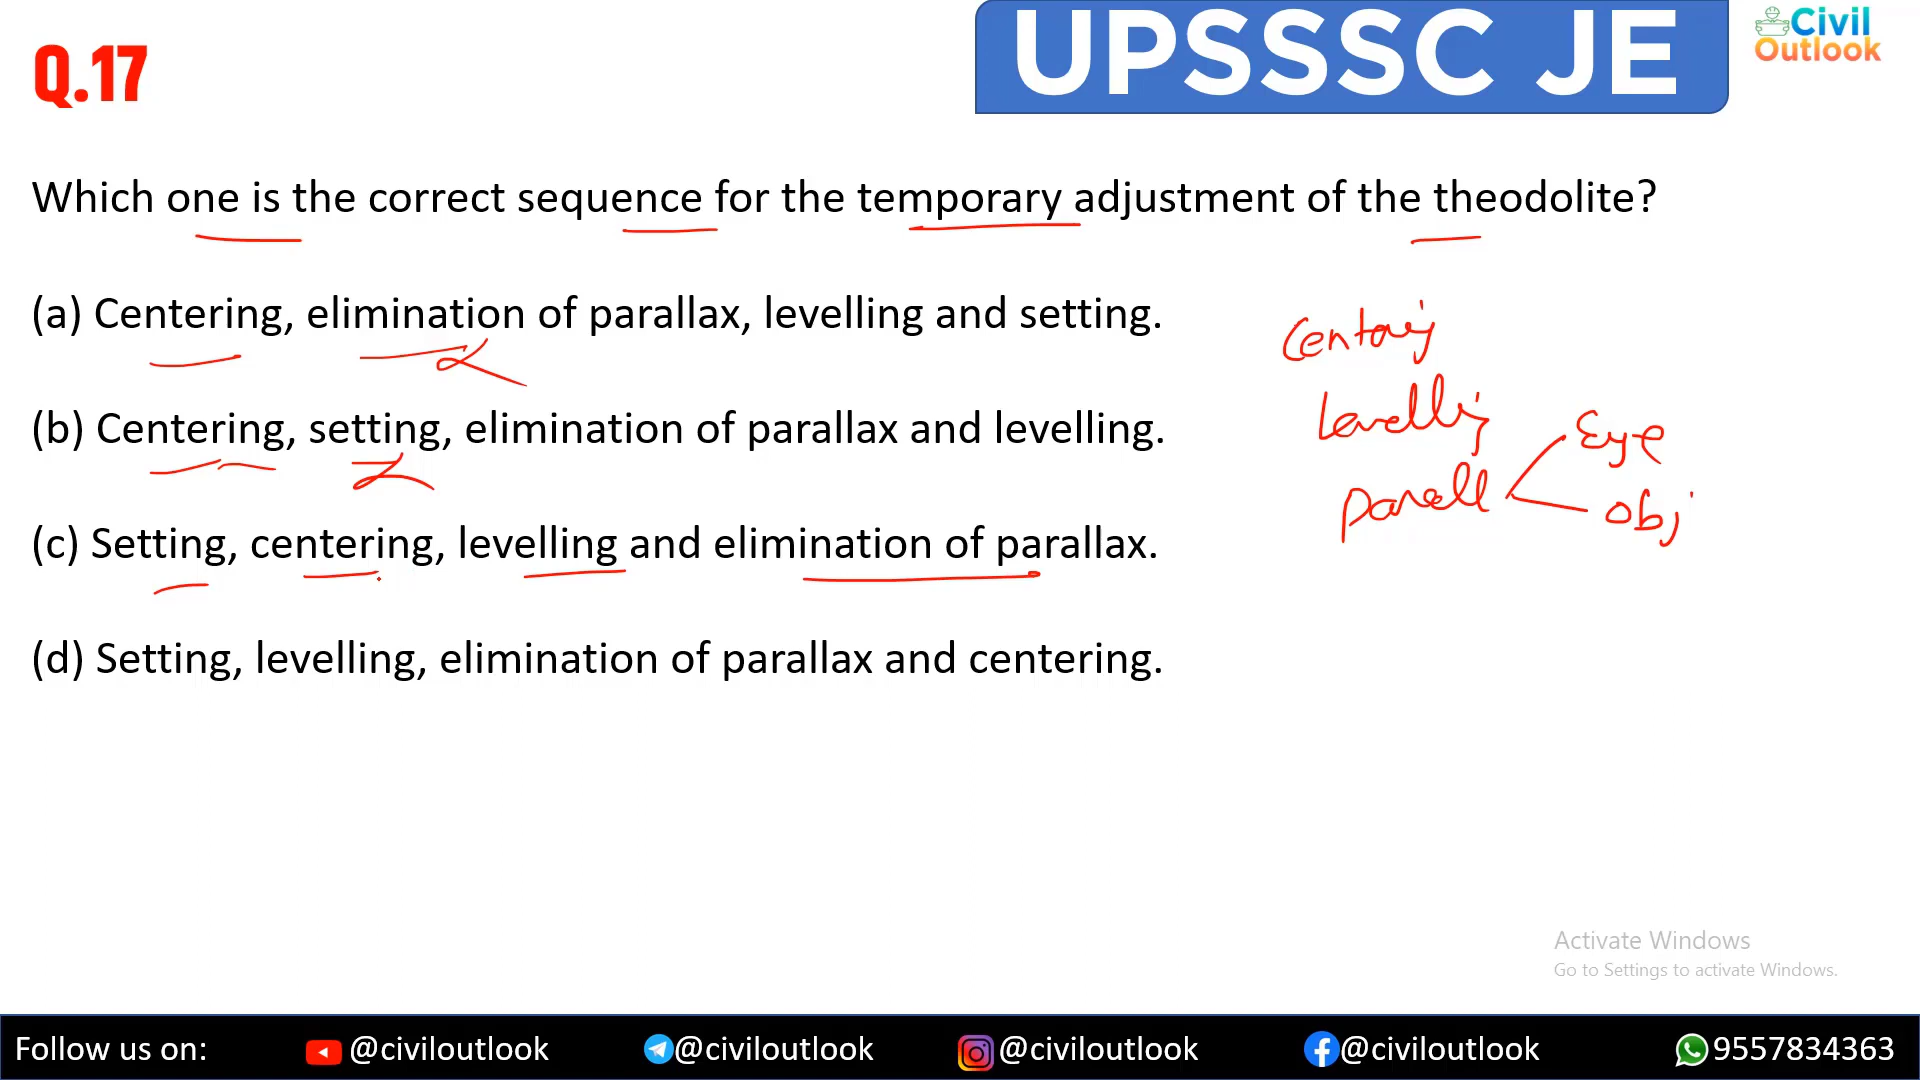 UPSSSC JE
Civil
Outlook
Q.17
Which one is the correct sequence for the temporary adjustment of the theodolite?
(a) Centering, elimination of parallax, levelling and setting.
(b) Centering, setting, elimination of parallax and levelling.
(c) Setting, centering, levelling and elimination of parallax.
(d) Setting, levelling, elimination of parallax and centering.
Levelling
Eye
Parall
Obj
Activate Windows
Go to Settings to activate Windows.
Follow us on: @civiloutlook @civiloutlook @civiloutlook @civiloutlook 9557834363